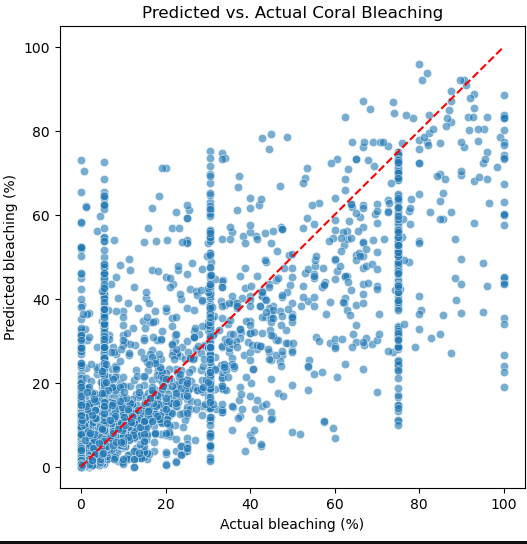 Predicted vs. Actual Coral Bleaching
100
80
60
40
20
0
Predicted bleaching (%)
0 20 40 60 80 100
Actual bleaching (%)